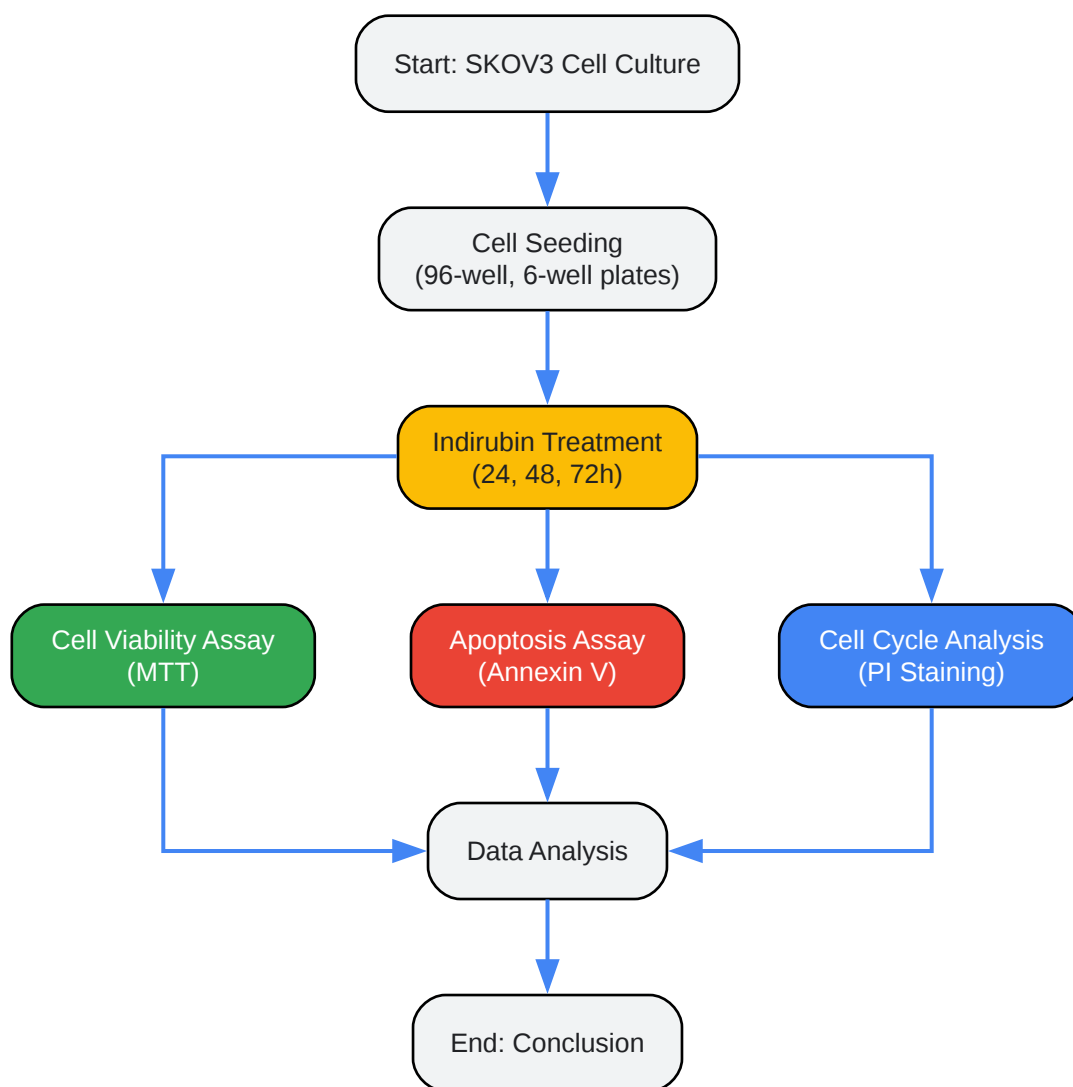 Start: SKOV3 Cell Culture
Cell Seeding
(96-well, 6-well plates)
Indirubin Treatment
(24, 48, 72h)
Cell Viability Assay
(MTT)
Apoptosis Assay
(Annexin V)
Cell Cycle Analysis
(PI Staining)
Data Analysis
End: Conclusion